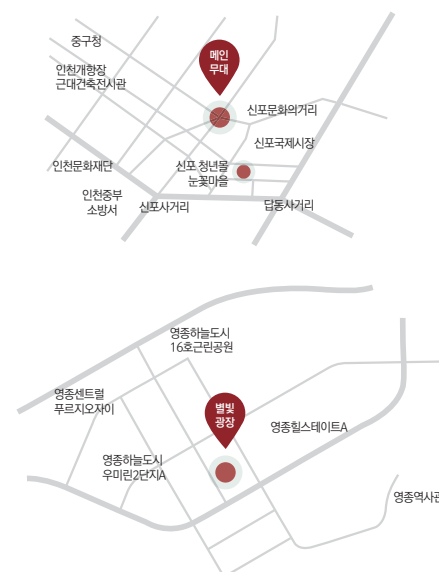 중구청
메인
무대
인천개항장
근대건축전시관
신포문화의거리
신포국제시장
인천문화재단
신포 청년몰
눈꽃마을
인천중부
소방서
신포사거리
답동사거리
영종하늘도시
16호근린공원
영종센트럴
푸르지오자이
별빛
광장
영종힐스테이트A
영종하늘도시
우미린2단지A
영종역사관